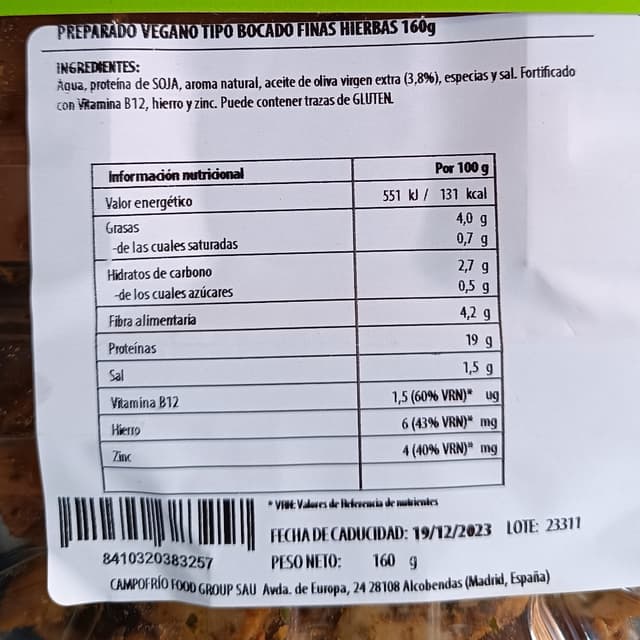 PREPARADO VEGANO TIPO BOCADO FINAS HIERBAS 160g
INGREDIENTES:
Agua, proteína de SOJA, aroma natural, aceite de oliva virgen extra (3,8%), especias y sal. Fortificado
con Vitamina B12, hierro y zinc. Puede contener trazas de GLUTEN.
Información nutricional Por 100 g
Valor energético 551 kJ / 131 kcal
Grasas 4,0 g
-de las cuales saturadas 0,7 g
Hidratos de carbono 2,7 g
-de los cuales azúcares 0,5 g
Fibra alimentaria 4,2 g
Proteínas 19 g
Sal 1,5 g
Vitamina B12 1,5 (60% VRN)* ug
Hierro 6 (43% VRN)* mg
Zinc 4 (40% VRN)* mg
* VRN: Valores de Referencia de nutrientes
FECHA DE CADUCIDAD: 19/12/2023 LOTE: 23311
8410320383257 PESO NETO: 160 g
CAMPOFRÍO FOOD GROUP SAU Avda. de Europa, 24 28108 Alcobendas (Madrid, España)